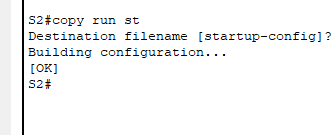 S2#copy run st
Destination filename [startup-config]?
Building configuration...
[OK]
S2#